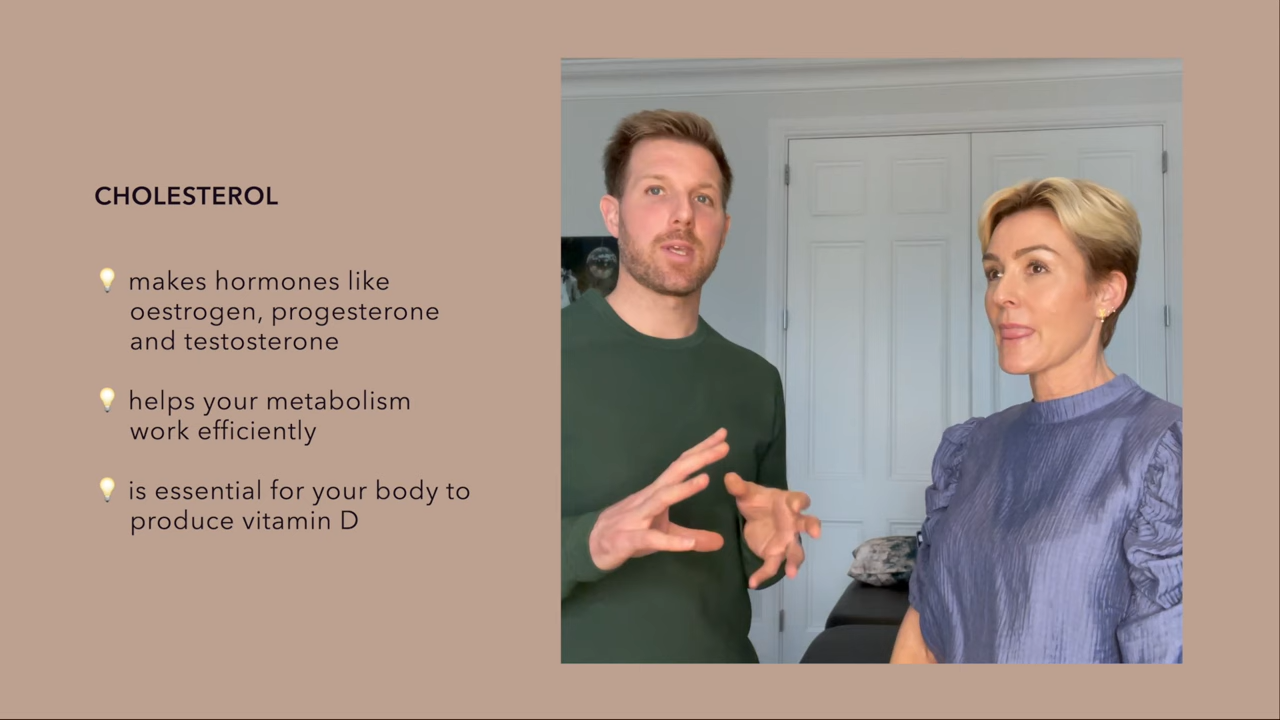 CHOLESTEROL
💡 makes hormones like
oestrogen, progesterone
and testosterone
💡 helps your metabolism
work efficiently
💡 is essential for your body to
produce vitamin D